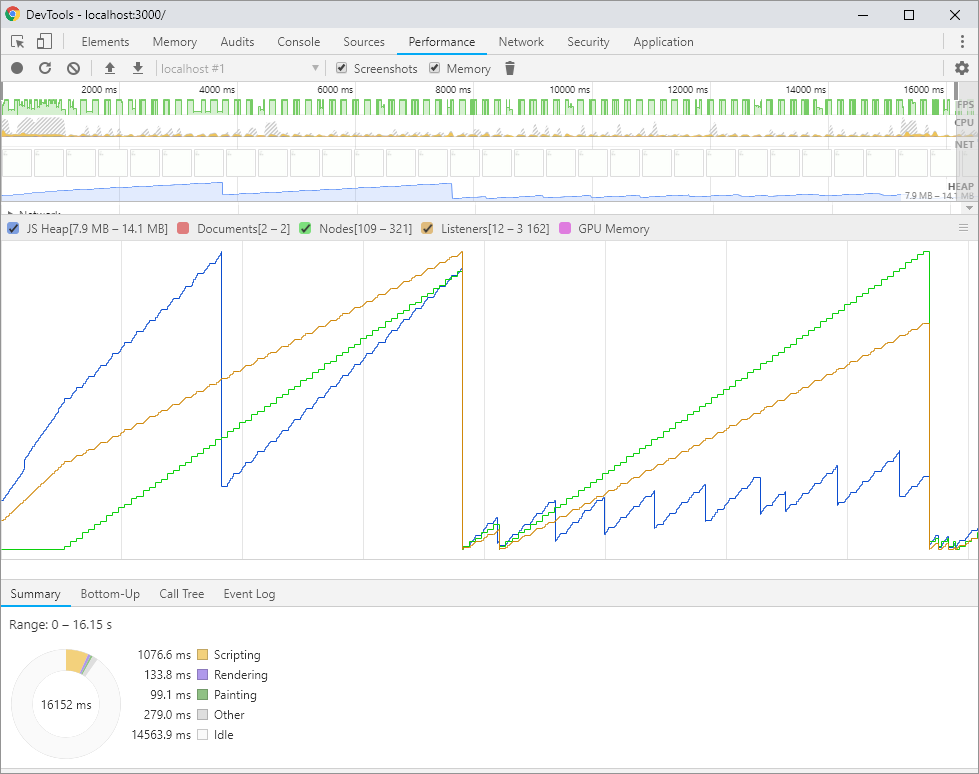 DevTools - localhost:3000/
Elements Memory Audits Console Sources Performance Network Security Application
localhost #1 Screenshots Memory
2000 ms 4000 ms 6000 ms 8000 ms 10000 ms 12000 ms 14000 ms 16000 ms
FPS
CPU
NET
HEAP
7.9 MB – 14.1 MB
Network
JS Heap[7.9 MB – 14.1 MB] Documents[2 – 2] Nodes[109 – 321] Listeners[12 – 3 162] GPU Memory
Summary Bottom-Up Call Tree Event Log
Range: 0 – 16.15 s
1076.6 ms Scripting
133.8 ms Rendering
99.1 ms Painting
16152 ms
279.0 ms Other
14563.9 ms Idle